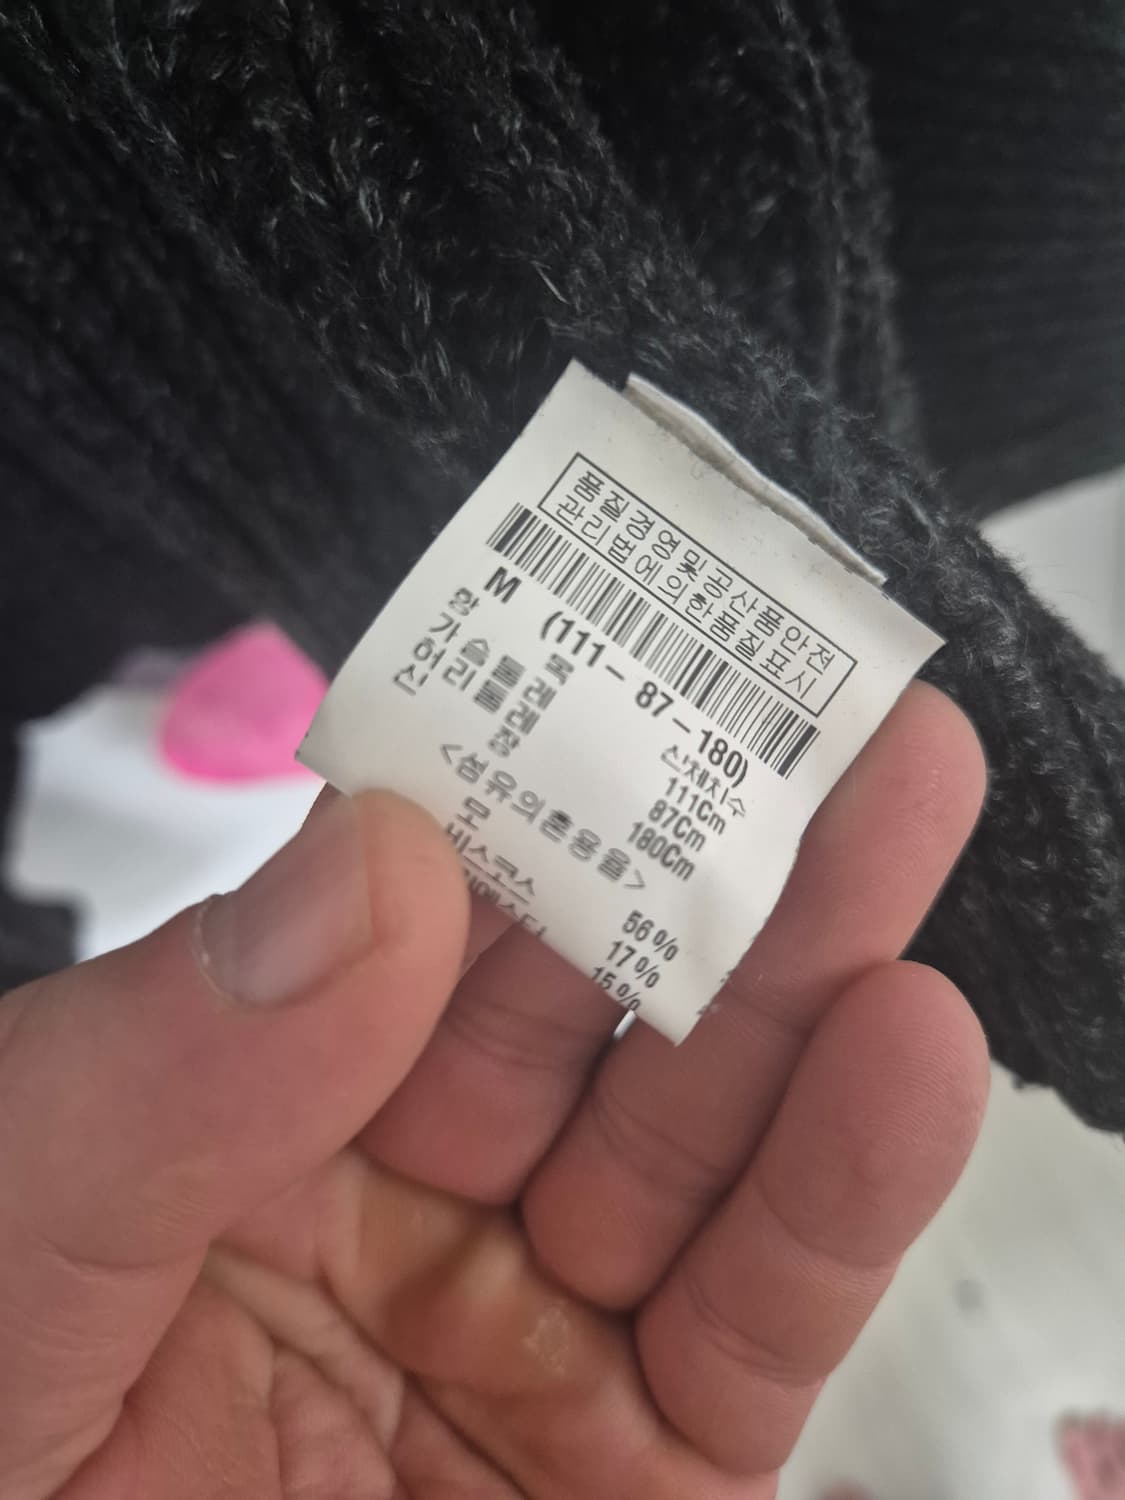 품질경영및공산품안전
관리법에의한품질표시
M (111-87-180)
항 목 신체치수
가슴둘레 111Cm
허리둘레 87Cm
신 장 180Cm
<섬유의혼용율>
모 56%
비스코스 17%
15%